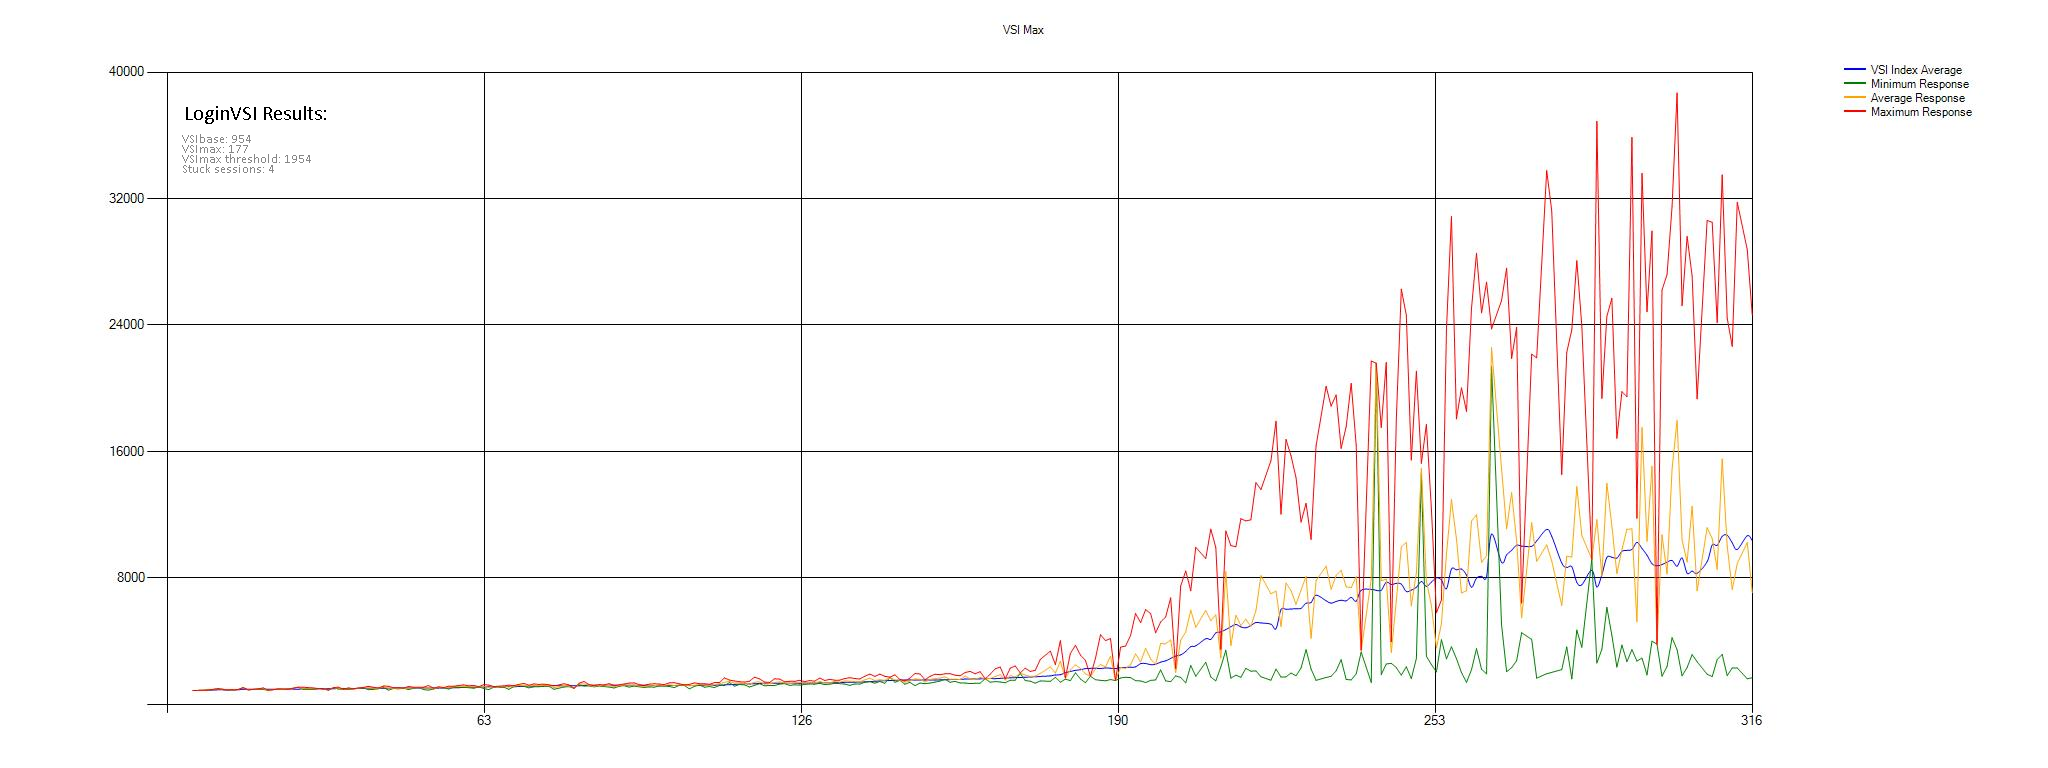 VSI Max
VSI Index Average
Minimum Response
Average Response
Maximum Response
40000
LoginVSI Results:
VSIbase: 954
VSImax: 177
VSImax threshold: 1954
Stuck sessions: 4
32000
24000
16000
8000
63
126
190
253
316